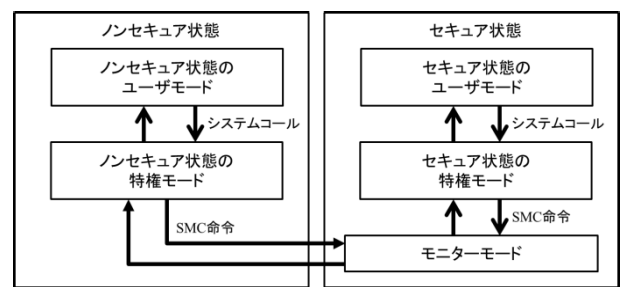 ノンセキュア状態
ノンセキュア状態の
ユーザモード
システムコール
ノンセキュア状態の
特権モード
SMC命令
セキュア状態
セキュア状態の
ユーザモード
システムコール
セキュア状態の
特権モード
SMC命令
モニターモード